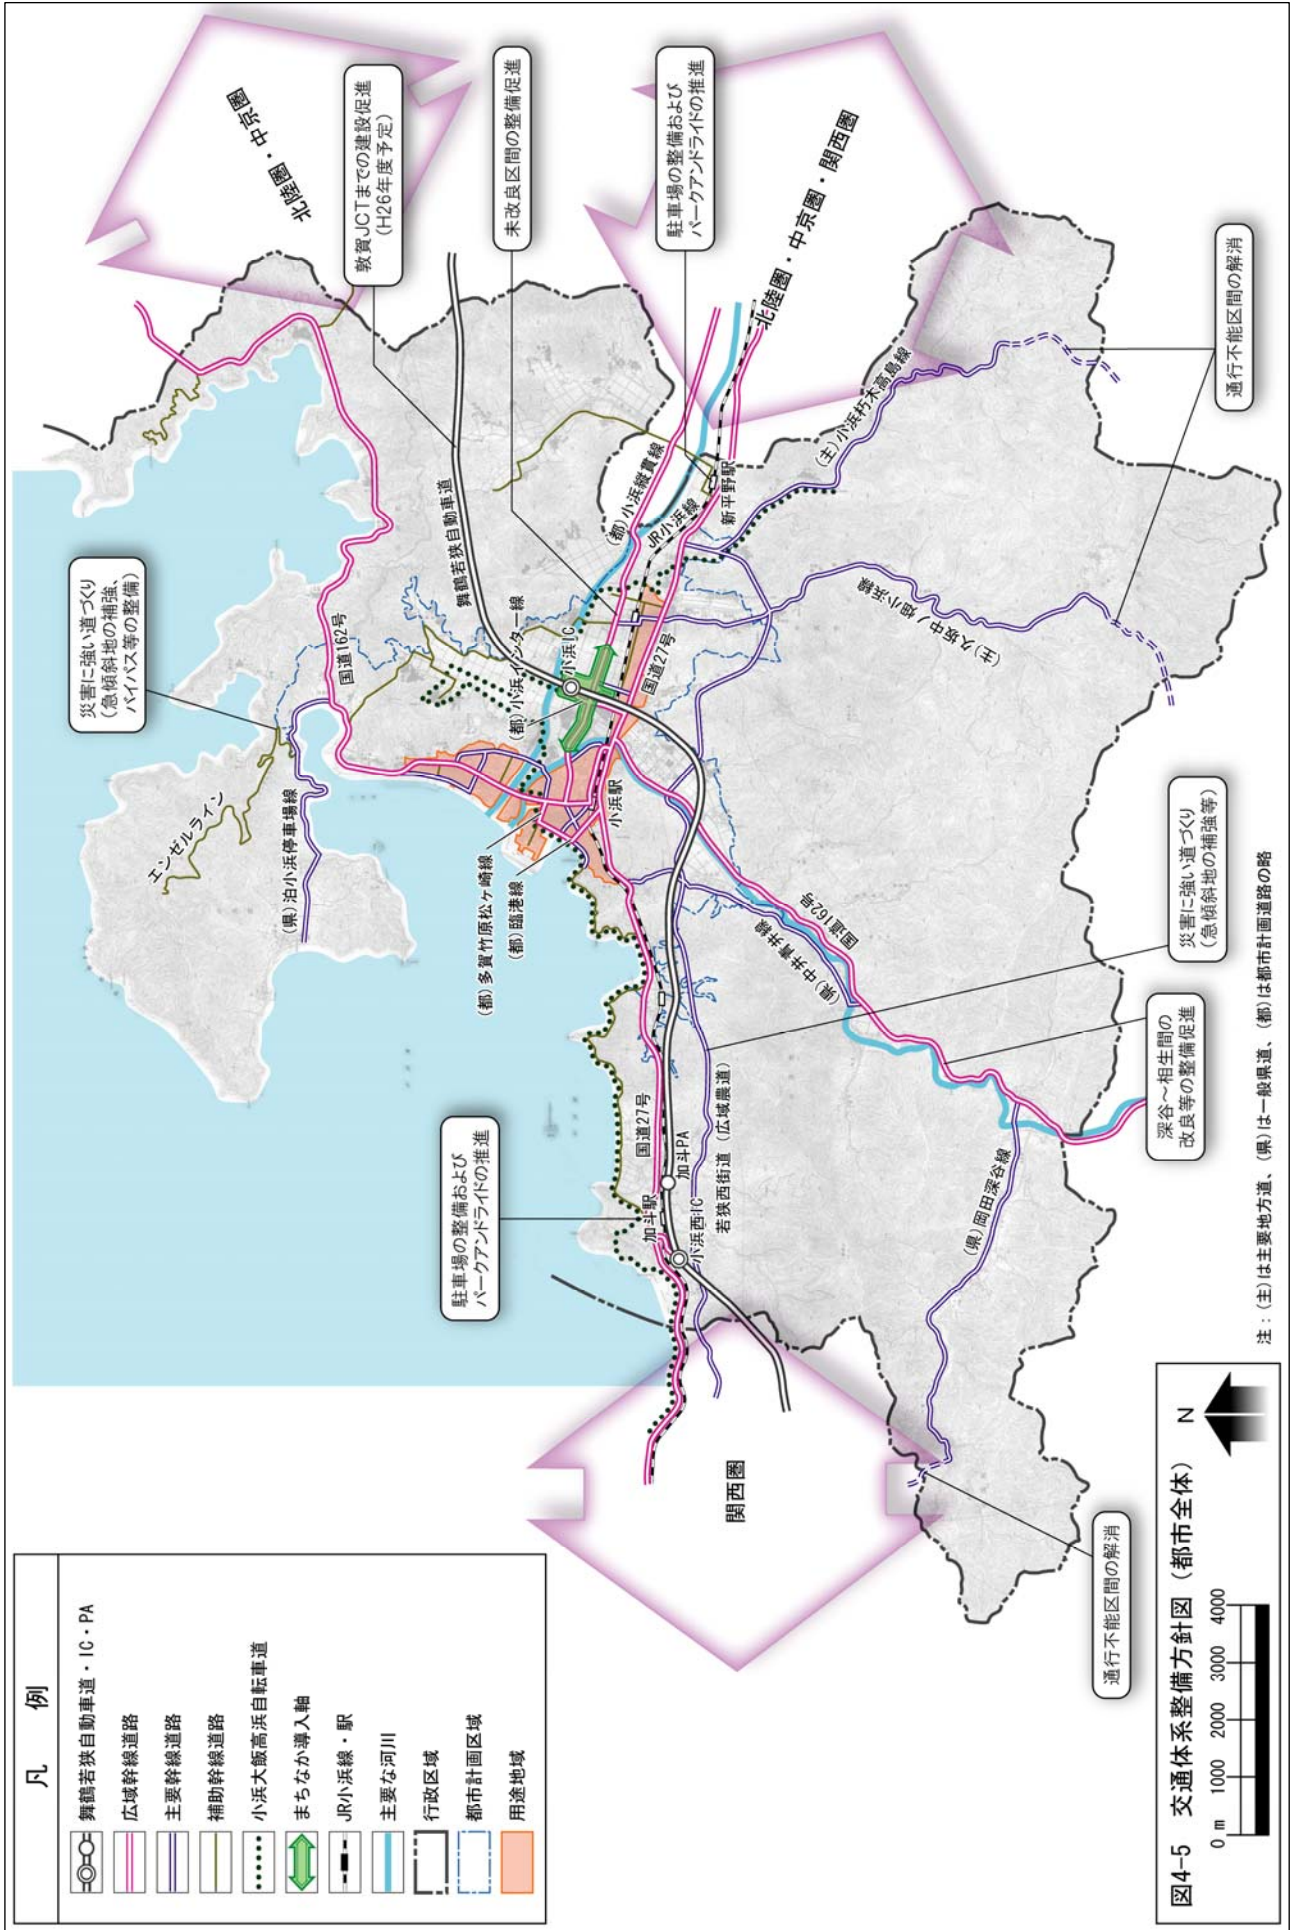 凡　例
舞鶴若狭自動車道・IC・PA
広域幹線道路
主要幹線道路
補助幹線道路
小浜大飯高浜自転車道
まちなか導入軸
JR小浜線・駅
主要な河川
行政区域
都市計画区域
用途地域
災害に強い道づくり
(急傾斜地の補強、
バイパス等の整備)
駐車場の整備および
パークアンドライドの推進
北陸圏・中京圏
敦賀JCTまでの建設促進
(H26年度予定)
未改良区間の整備促進
駐車場の整備および
パークアンドライドの推進
北陸圏・中京圏・関西圏
関西圏
エンゼルライン
(県)泊小浜停車場線
国道162号
舞鶴若狭自動車道
(都)小浜インター線
小浜IC
(都)小浜縦貫線
JR小浜線
新平野駅
国道27号
小浜駅
(都)多賀竹原松ヶ崎線
(都)臨港線
国道27号
加斗駅
加斗PA
小浜西IC
若狭西街道（広域農道）
(県)中井青井線
国道162号
(主)久坂中ノ畑小浜線
(主)小浜朽木高島線
(県)岡田深谷線
通行不能区間の解消
通行不能区間の解消
災害に強い道づくり
(急傾斜地の補強等)
深谷～相生間の
改良等の整備促進
注：(主)は主要地方道、(県)は一般県道、(都)は都市計画道路の略
図4-5　交通体系整備方針図（都市全体）
0 m 1000 2000 3000 4000
N